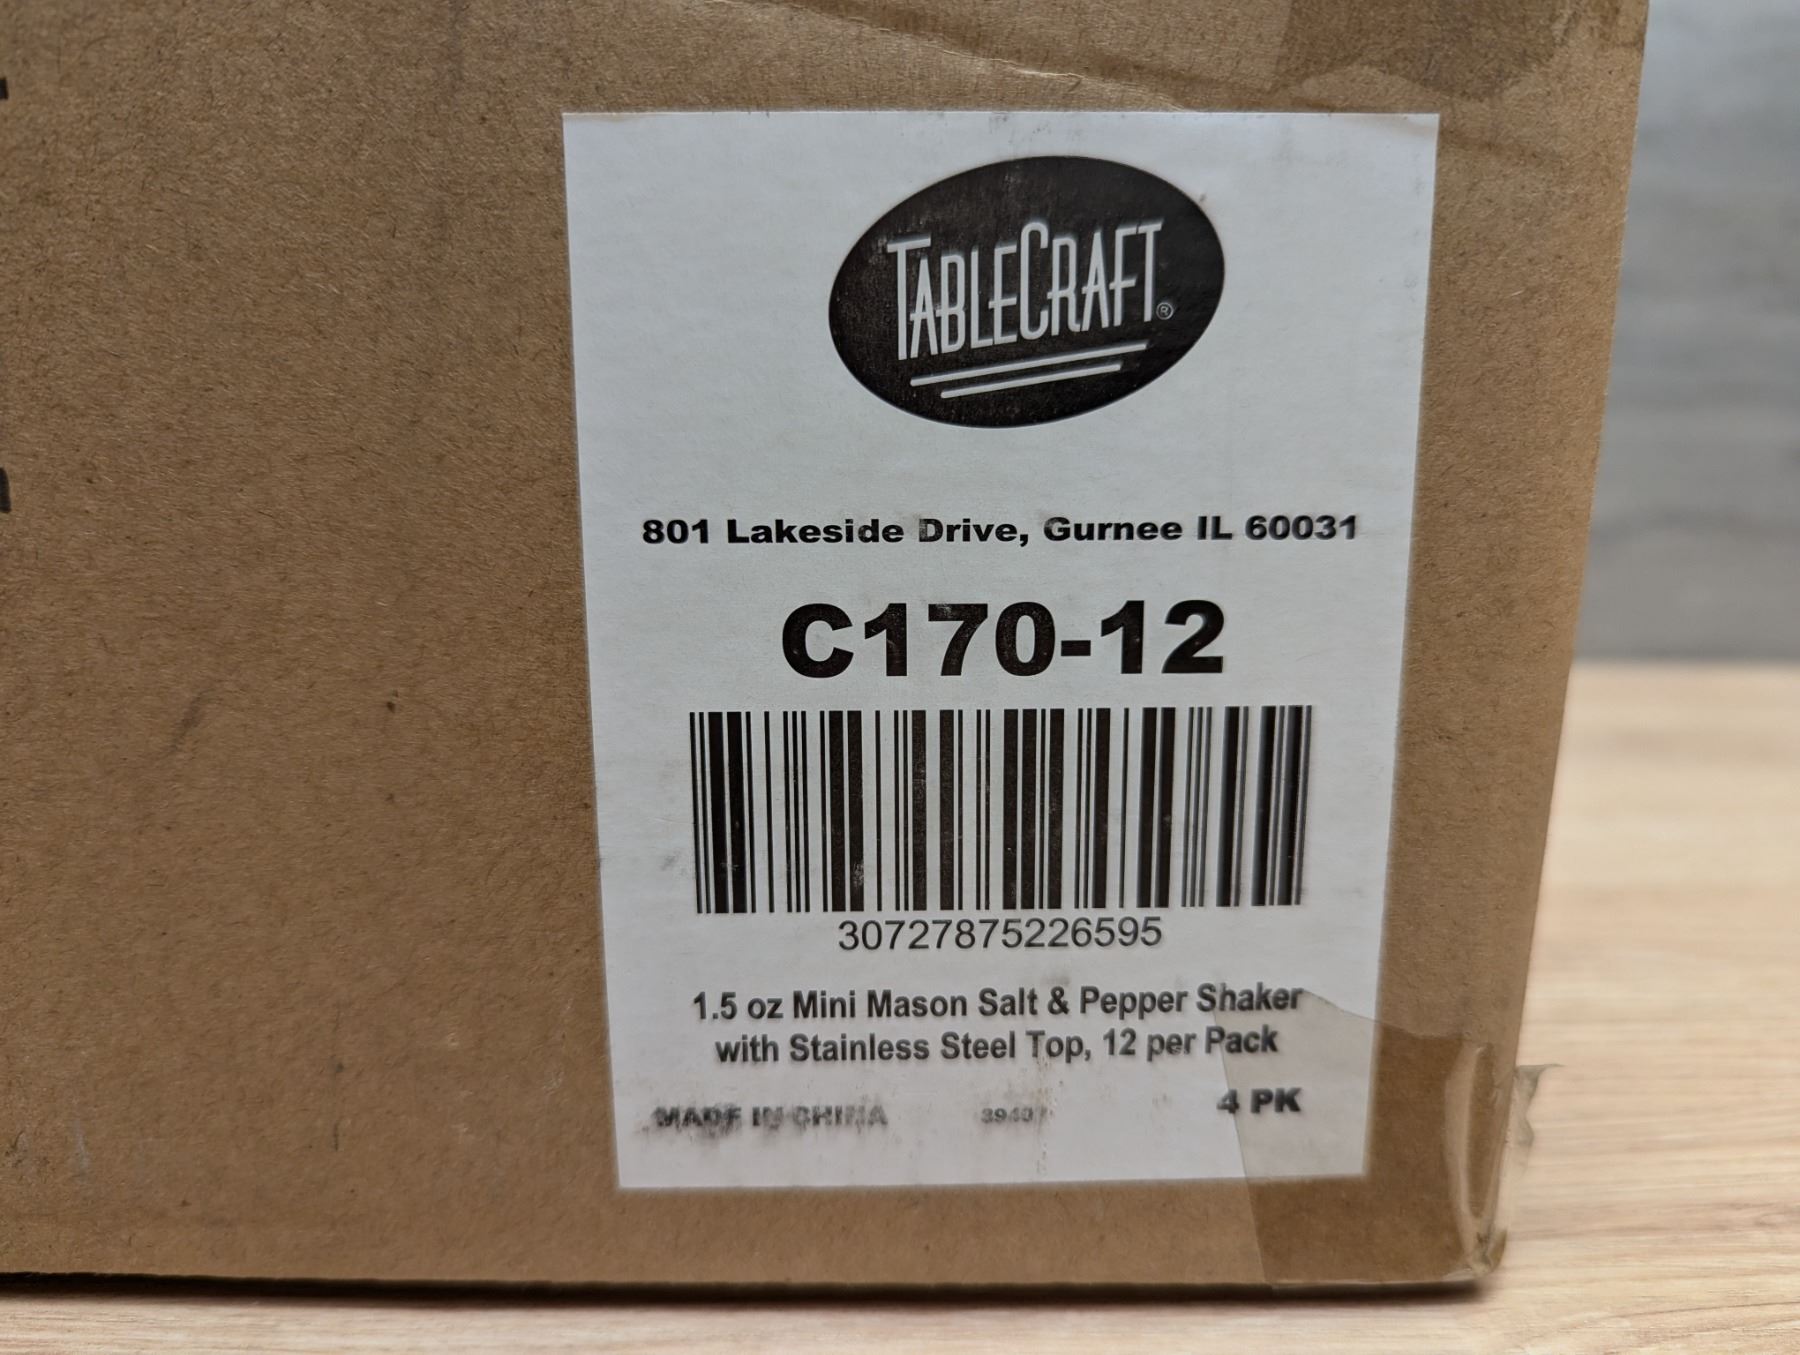 TABLECRAFT®
801 Lakeside Drive, Gurnee IL 60031
C170-12
30727875226595
1.5 oz Mini Mason Salt & Pepper Shaker
with Stainless Steel Top, 12 per Pack
MADE IN CHINA 39407 4 PK